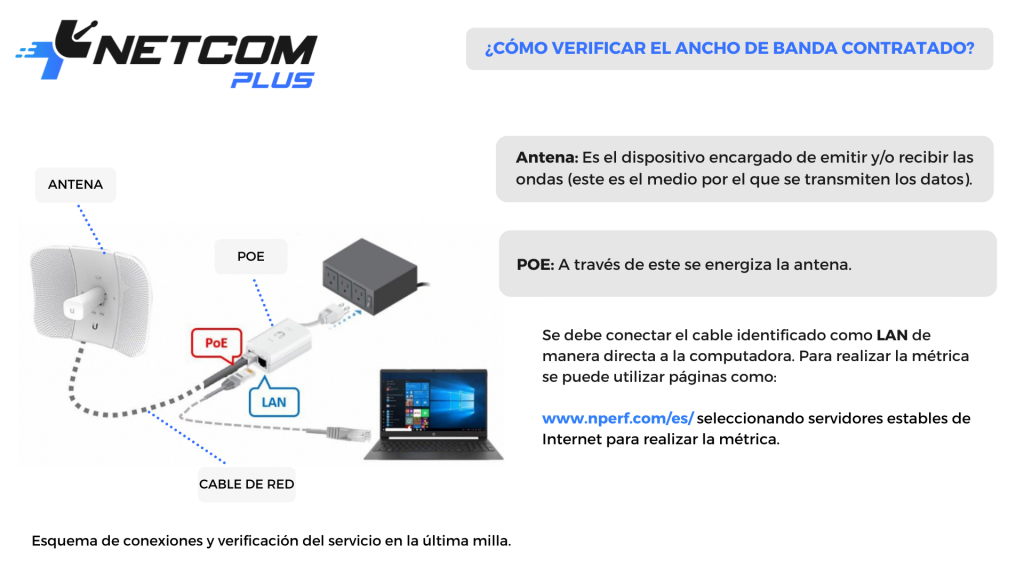 NETCOM
PLUS
¿CÓMO VERIFICAR EL ANCHO DE BANDA CONTRATADO?
Antena: Es el dispositivo encargado de emitir y/o recibir las
ondas (este es el medio por el que se transmiten los datos).
ANTENA
POE
POE: A través de este se energiza la antena.
PoE
LAN
Se debe conectar el cable identificado como LAN de
manera directa a la computadora. Para realizar la métrica
se puede utilizar páginas como:
www.nperf.com/es/ seleccionando servidores estables de
Internet para realizar la métrica.
CABLE DE RED
Esquema de conexiones y verificación del servicio en la última milla.